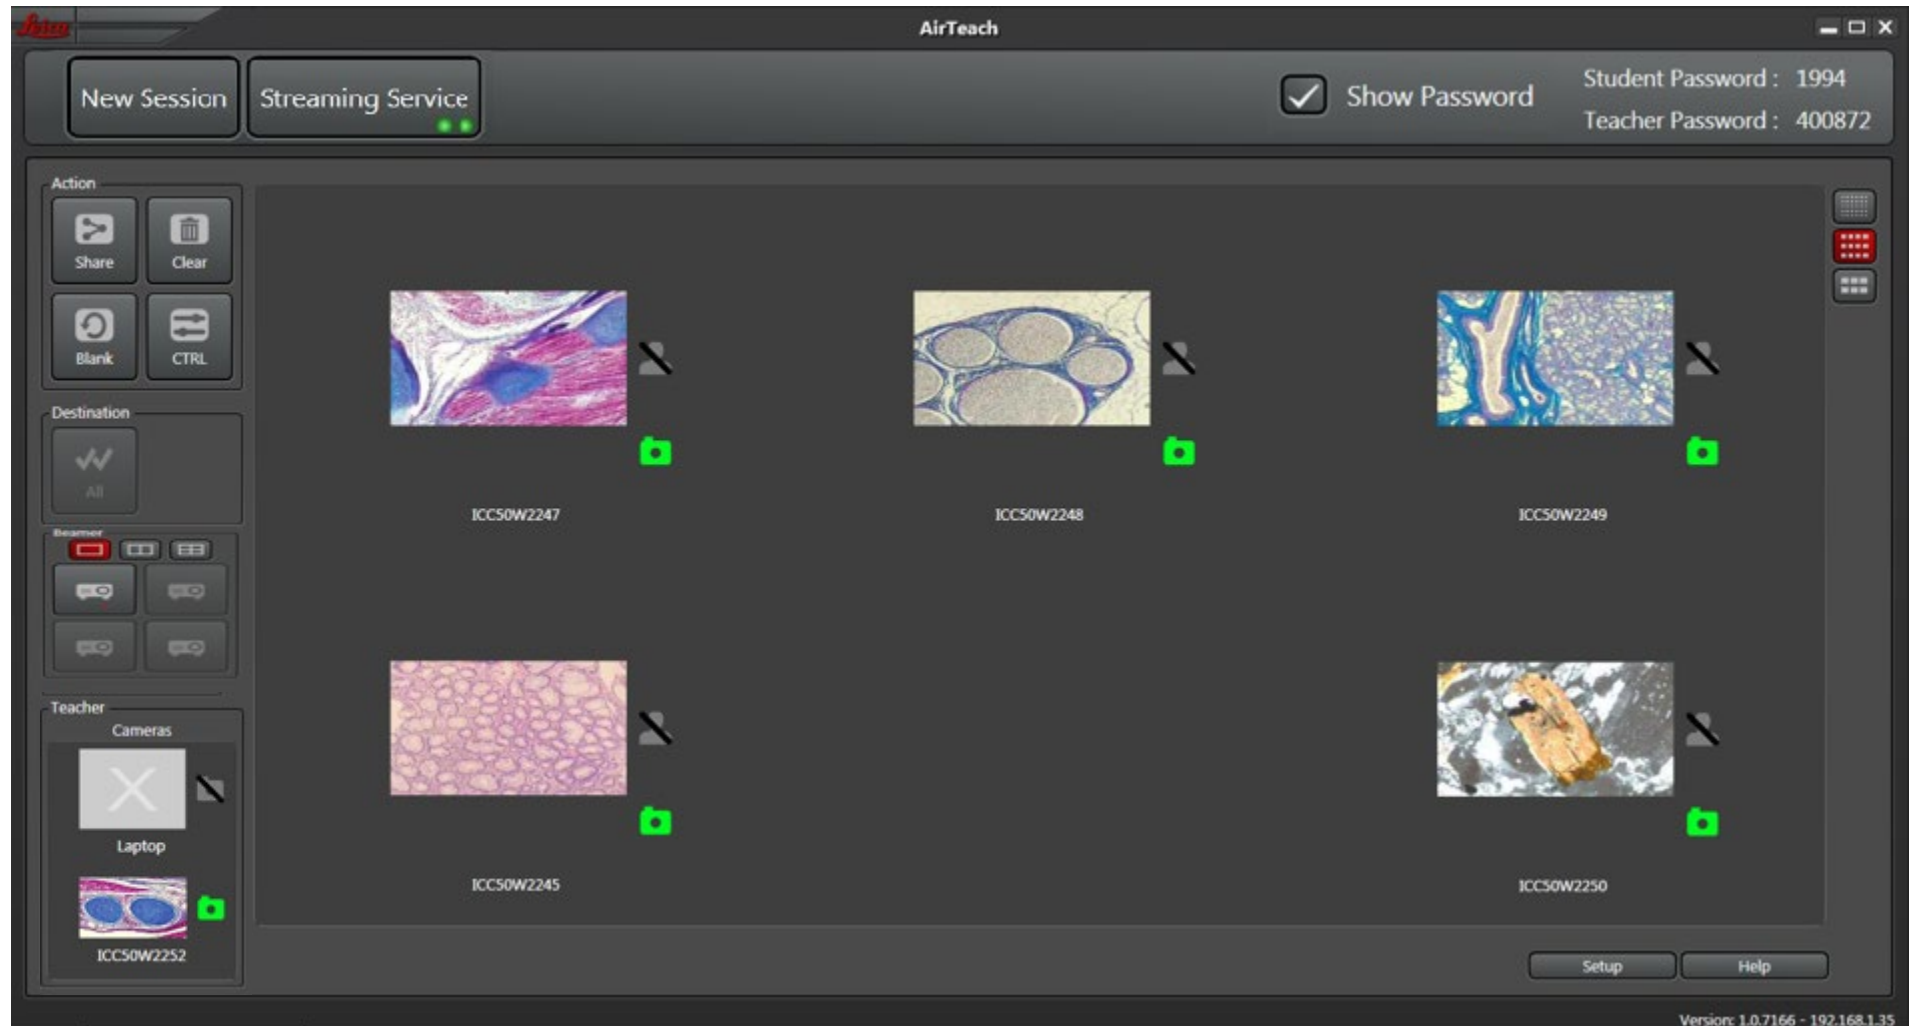 Leica
AirTeach
New Session
Streaming Service
Show Password
Student Password : 1994
Teacher Password : 400872
Action
Share
Clear
Blank
CTRL
Destination
All
Beamer
Teacher
Cameras
Laptop
ICC50W2252
ICC50W2247
ICC50W2248
ICC50W2249
ICC50W2245
ICC50W2250
Setup
Help
Version: 1.0.7166 - 192.168.1.35